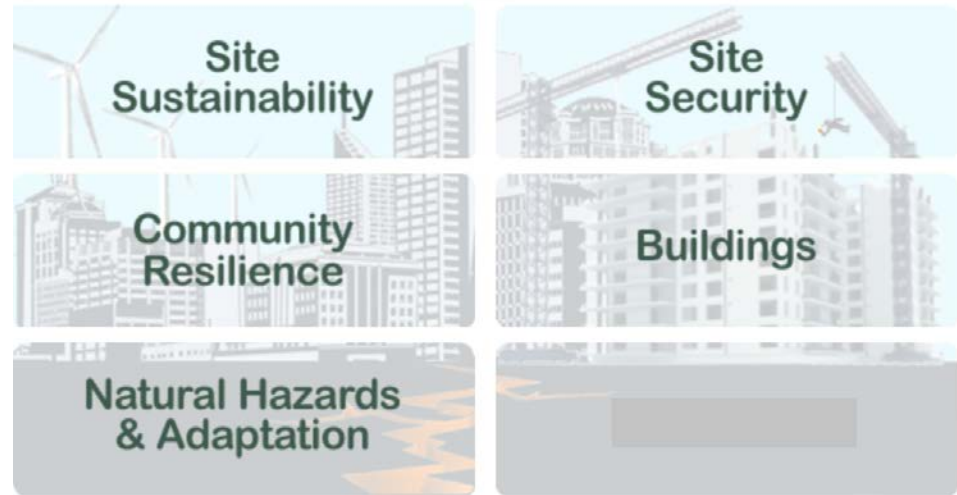 Site
Sustainability
Site
Security
Community
Resilience
Buildings
Natural Hazards
& Adaptation